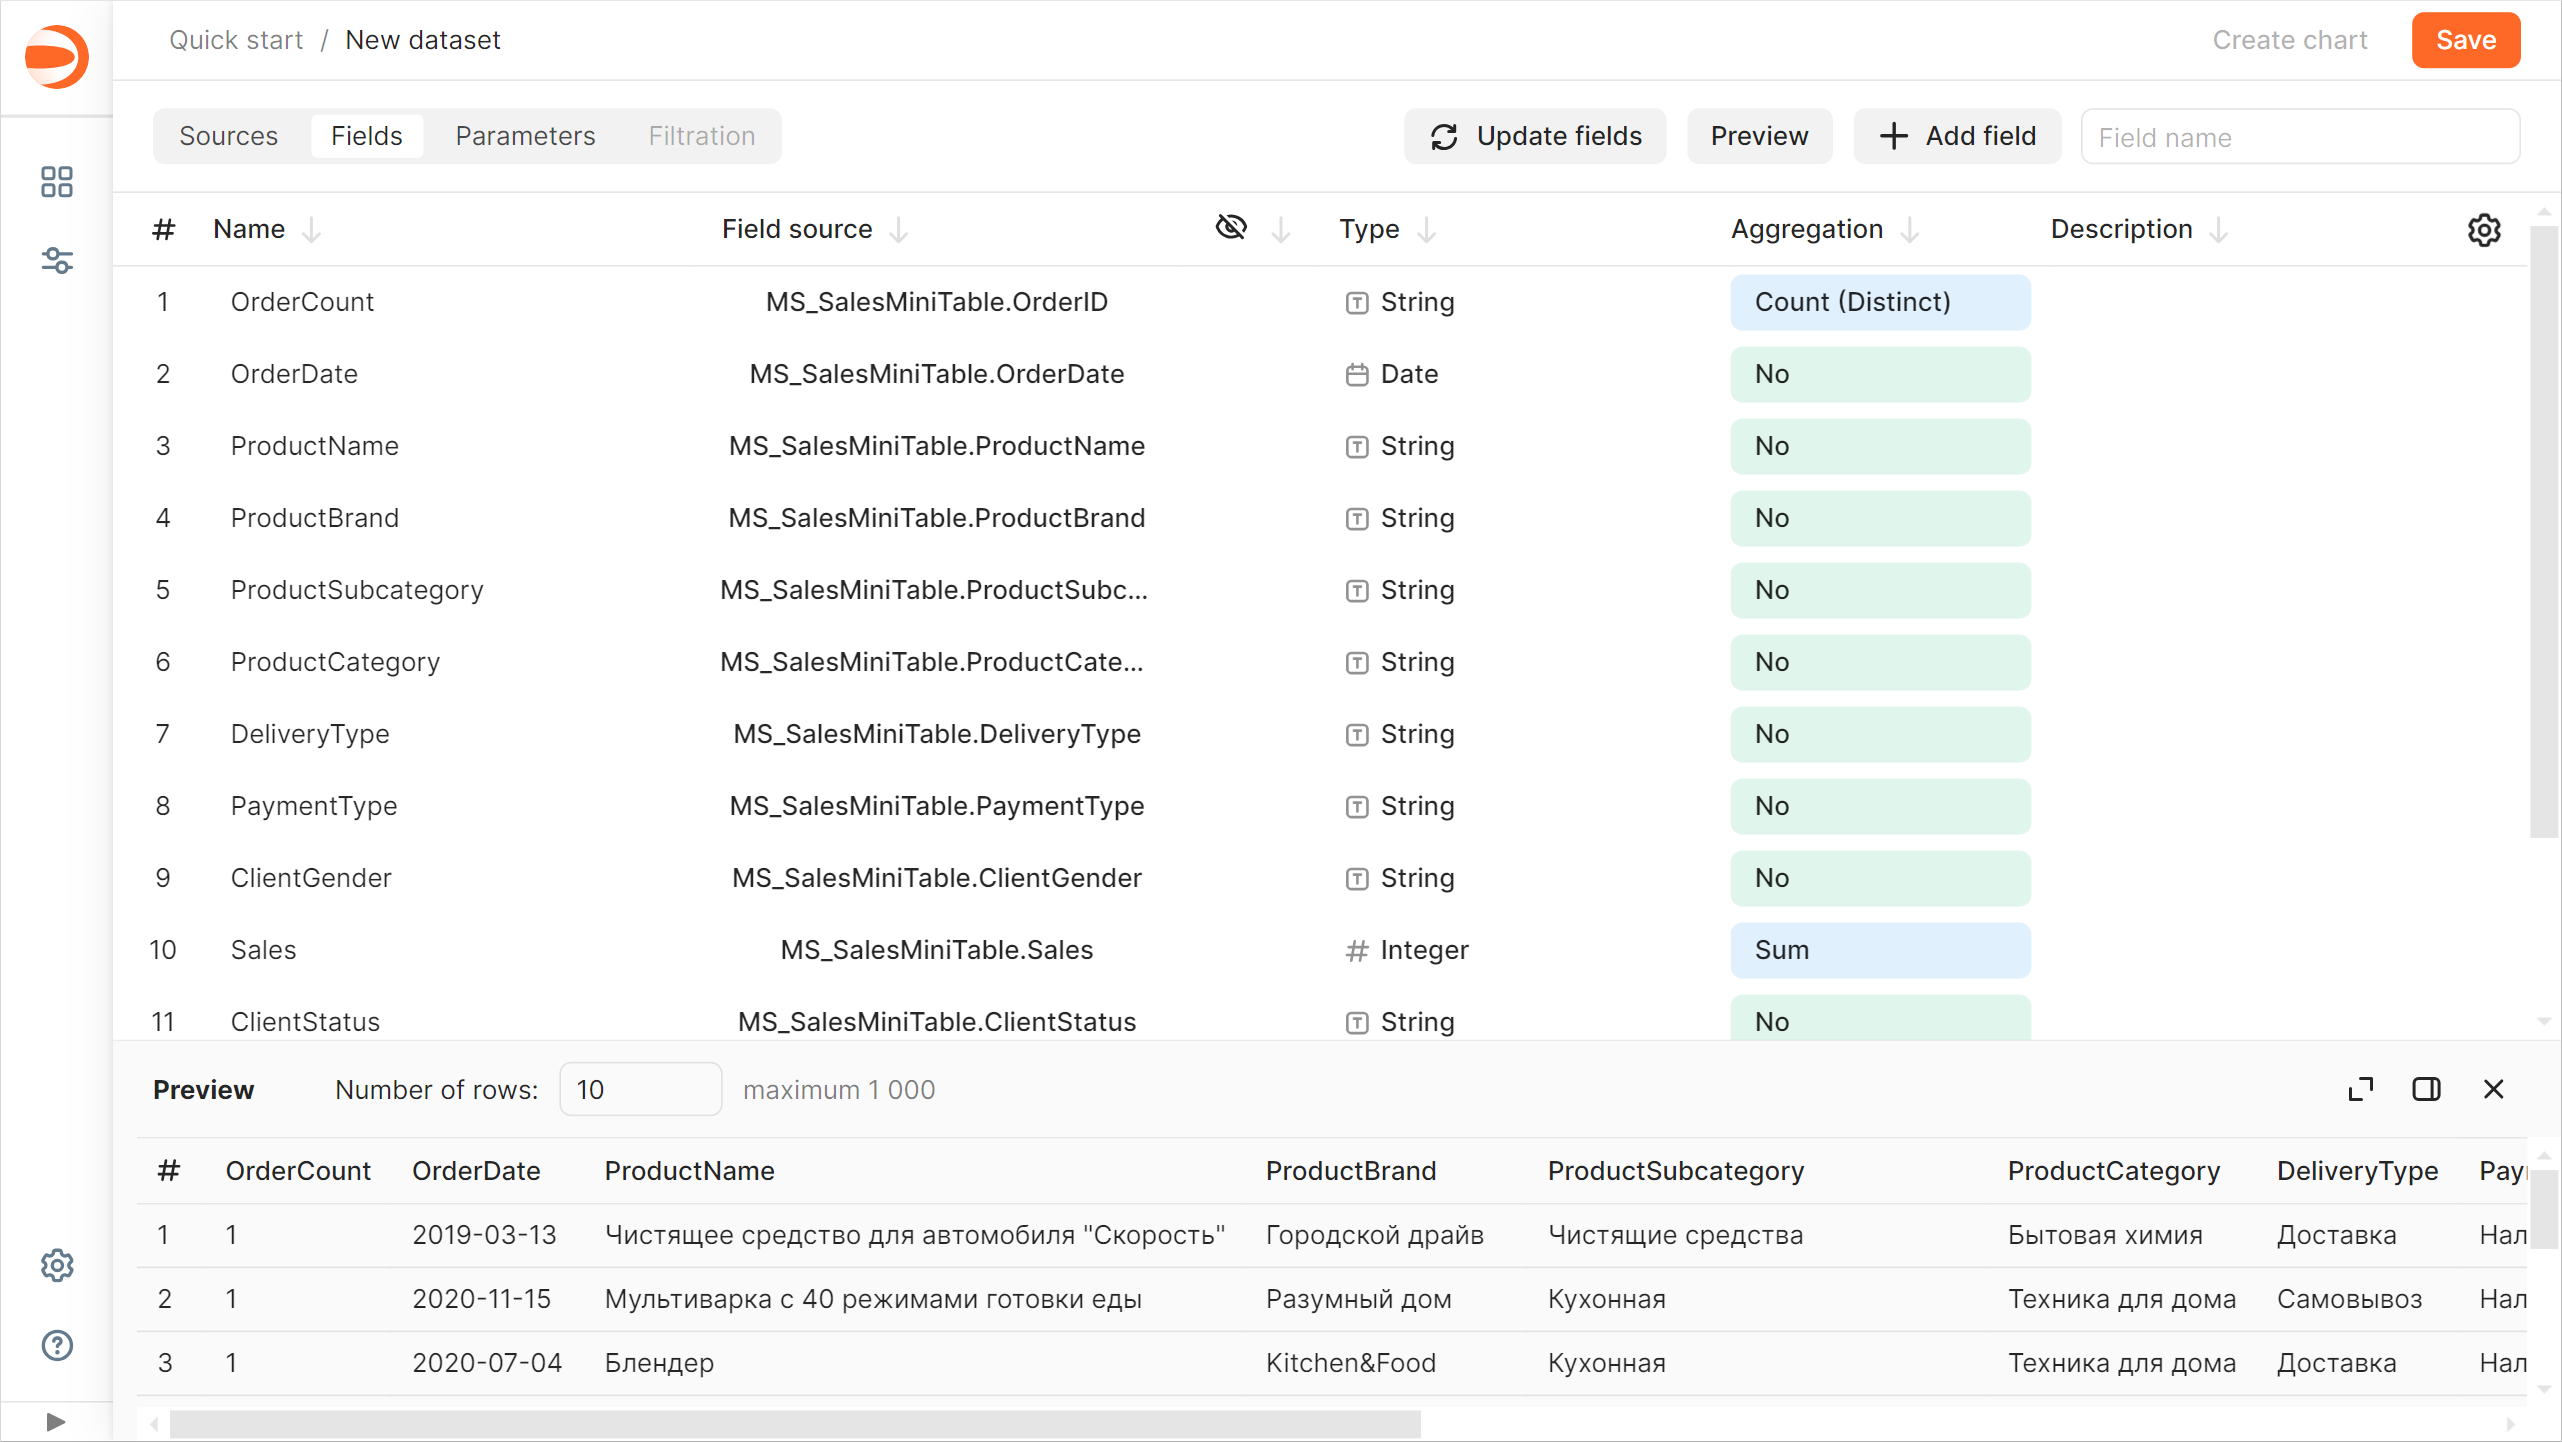 Quick start / New dataset Create chart Save
Sources Fields Parameters Filtration Update fields Preview Add field Field name
# Name Field source Type Aggregation Description
1 OrderCount MS_SalesMiniTable.OrderID String Count (Distinct)
2 OrderDate MS_SalesMiniTable.OrderDate Date No
3 ProductName MS_SalesMiniTable.ProductName String No
4 ProductBrand MS_SalesMiniTable.ProductBrand String No
5 ProductSubcategory MS_SalesMiniTable.ProductSubc... String No
6 ProductCategory MS_SalesMiniTable.ProductCate... String No
7 DeliveryType MS_SalesMiniTable.DeliveryType String No
8 PaymentType MS_SalesMiniTable.PaymentType String No
9 ClientGender MS_SalesMiniTable.ClientGender String No
10 Sales MS_SalesMiniTable.Sales Integer Sum
11 ClientStatus MS_SalesMiniTable.ClientStatus String No
Preview Number of rows: 10 maximum 1 000
# OrderCount OrderDate ProductName ProductBrand ProductSubcategory ProductCategory DeliveryType Pay
1 1 2019-03-13 Чистящее средство для автомобиля "Скорость" Городской драйв Чистящие средства Бытовая химия Доставка Нал
2 1 2020-11-15 Мультиварка с 40 режимами готовки еды Разумный дом Кухонная Техника для дома Самовывоз Нал
3 1 2020-07-04 Блендер Kitchen&Food Кухонная Техника для дома Доставка Нал